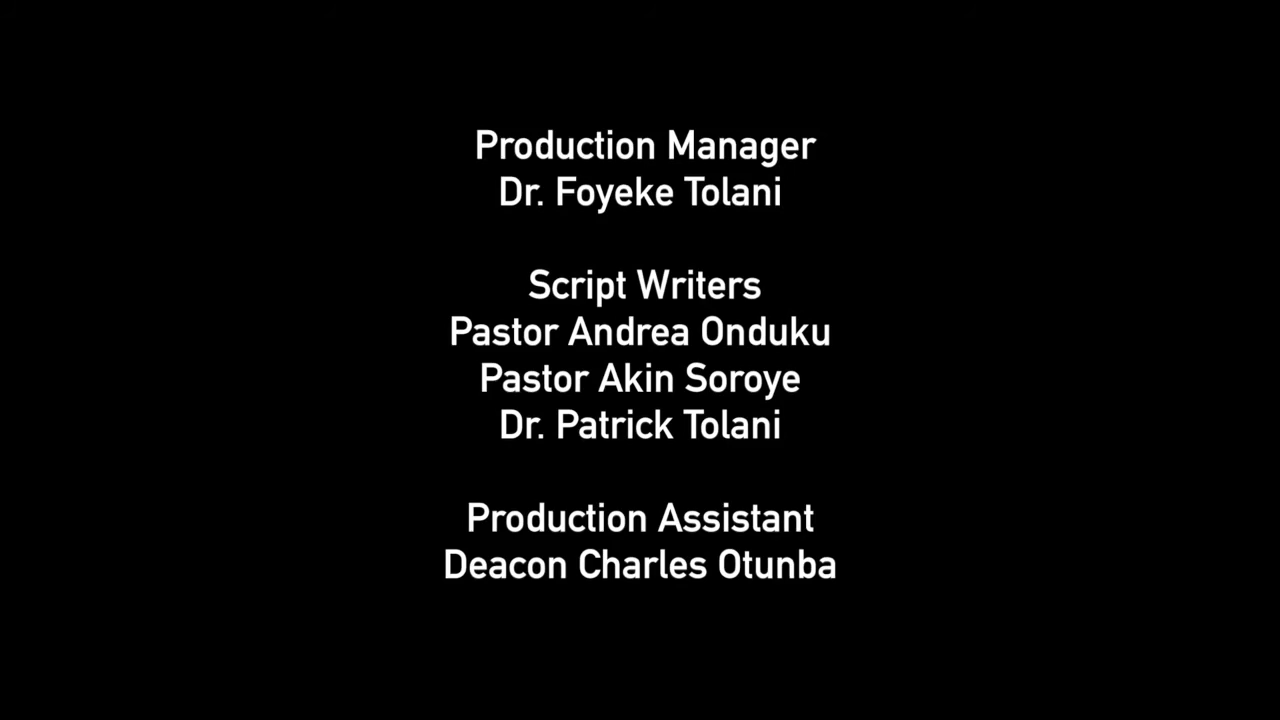 Production Manager
Dr. Foyeke Tolani
Script Writers
Pastor Andrea Onduku
Pastor Akin Soroye
Dr. Patrick Tolani
Production Assistant
Deacon Charles Otunba